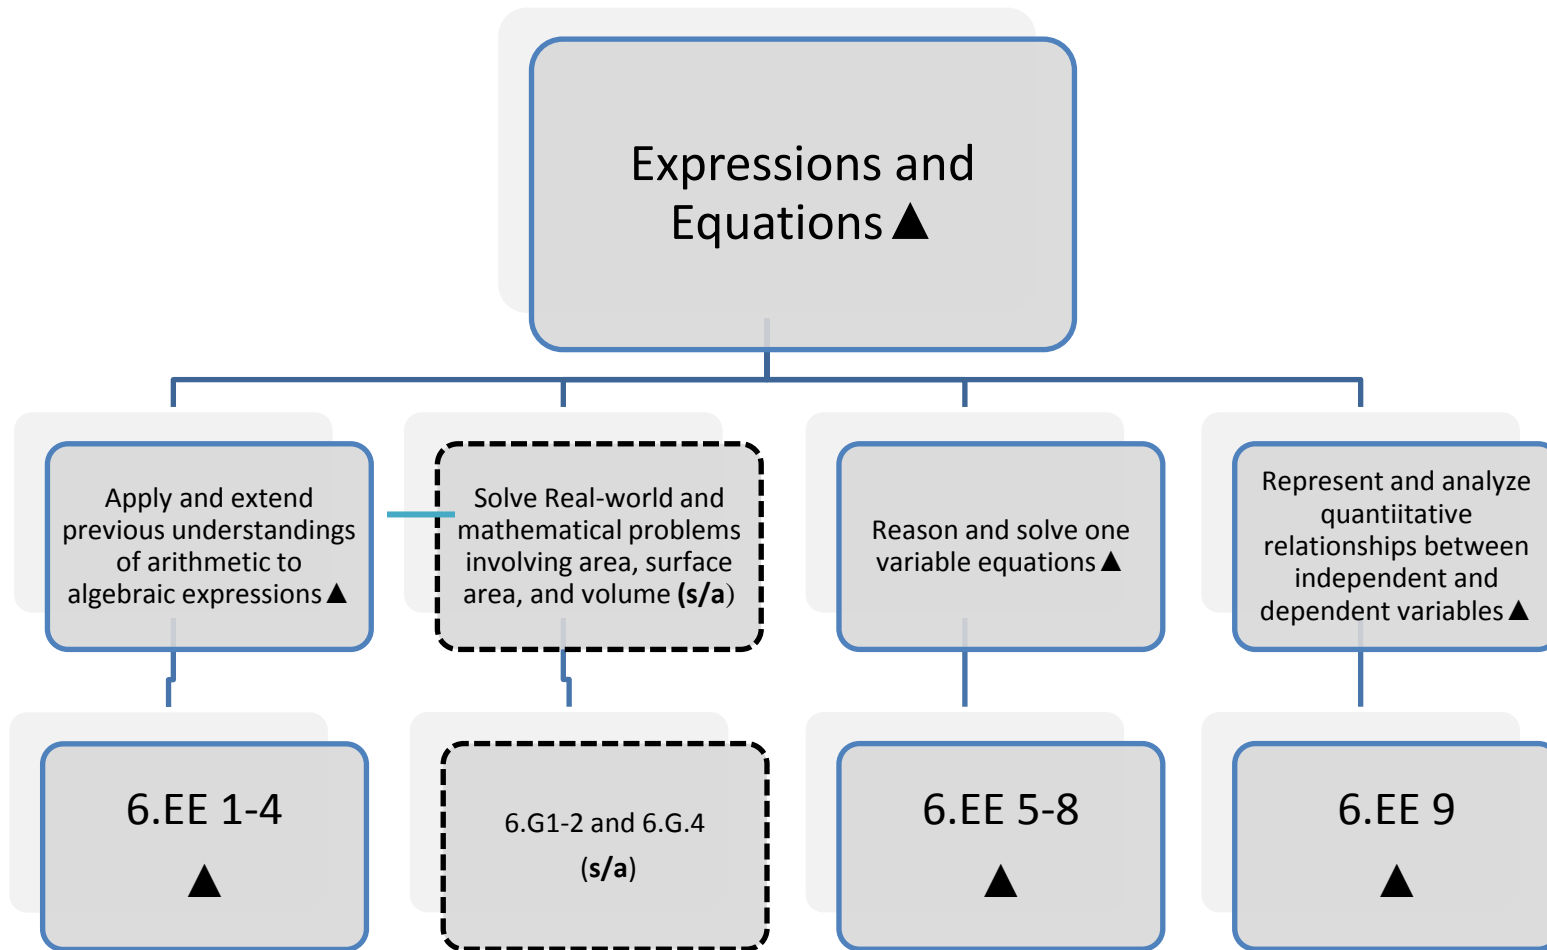 Expressions and
Equations ▲
Apply and extend
previous understandings
of arithmetic to
algebraic expressions ▲
Solve Real-world and
mathematical problems
involving area, surface
area, and volume (s/a)
Reason and solve one
variable equations ▲
Represent and analyze
quantiitative
relationships between
independent and
dependent variables ▲
6.EE 1-4
▲
6.G1-2 and 6.G.4
(s/a)
6.EE 5-8
▲
6.EE 9
▲